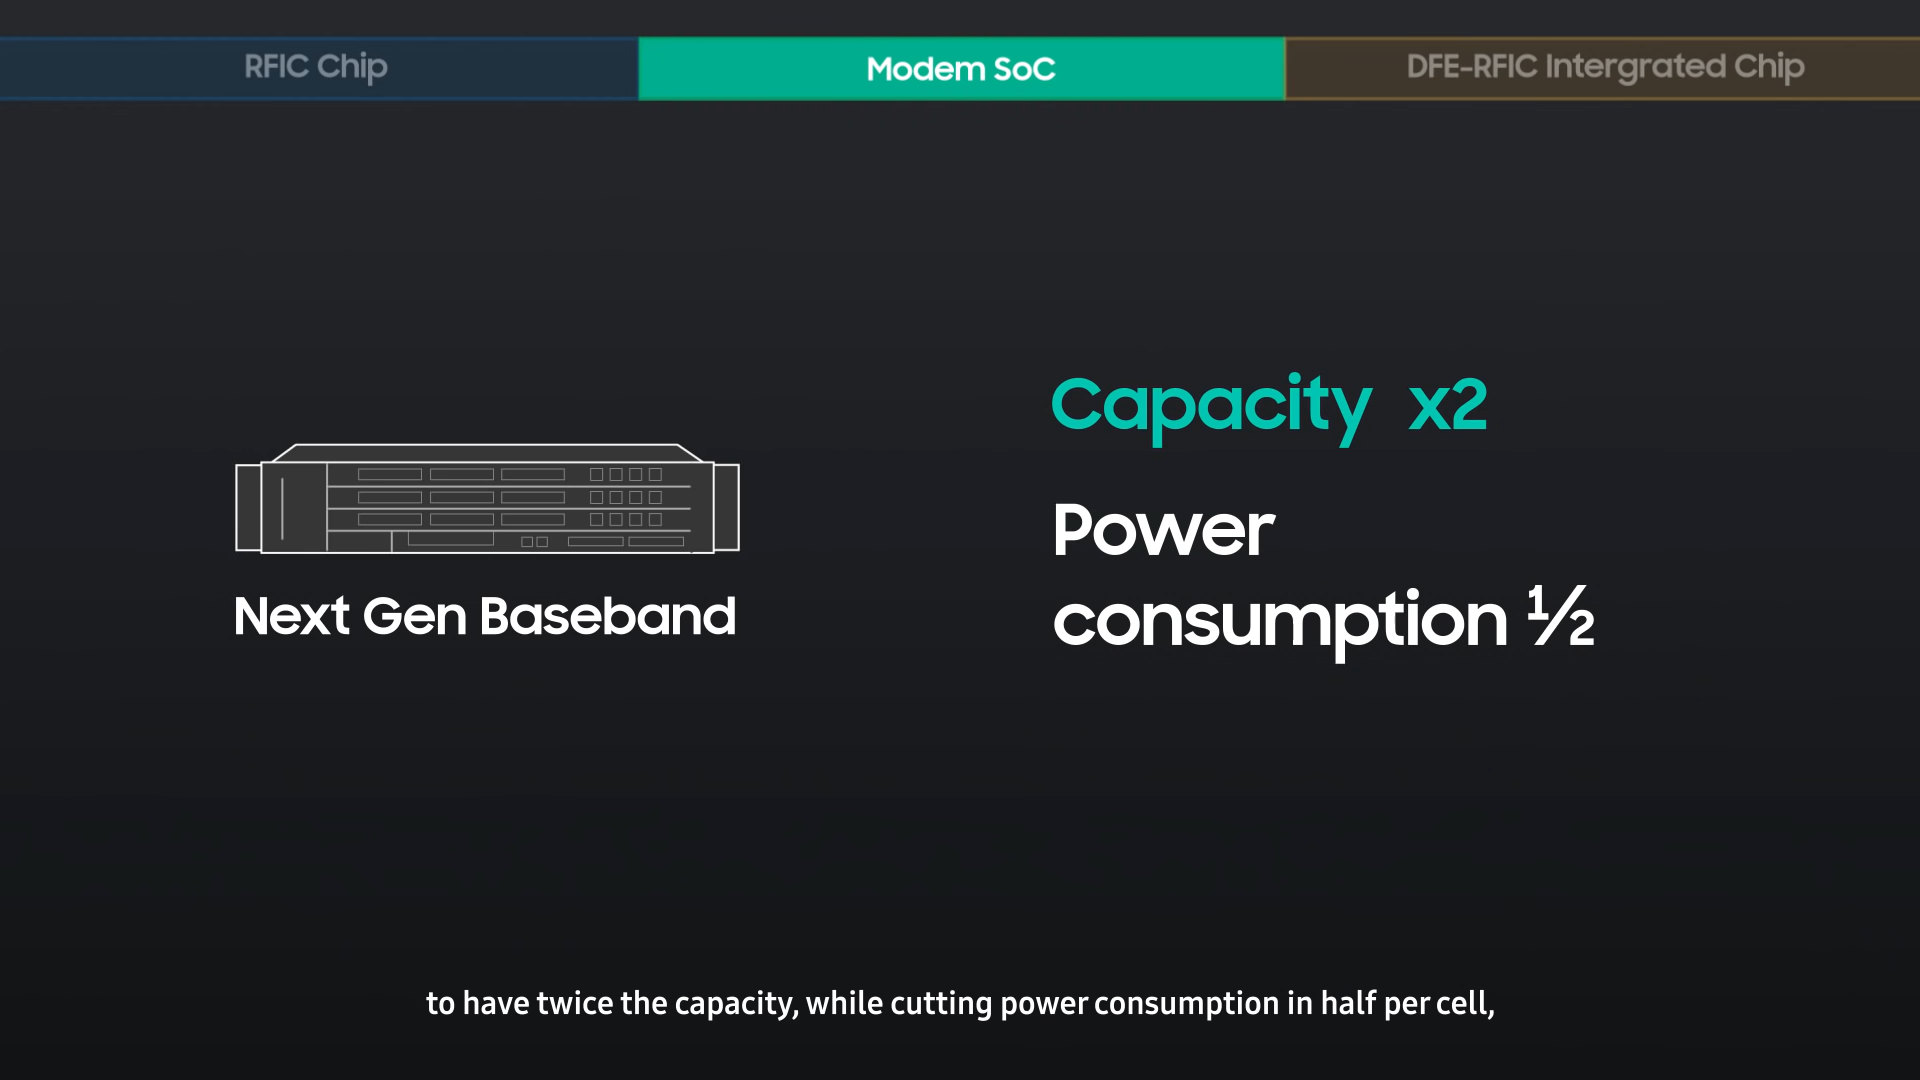 RFIC Chip
Modem SoC
DFE-RFIC Intergrated Chip
Next Gen Baseband
Capacity x2
Power
consumption ½
to have twice the capacity, while cutting power consumption in half per cell,